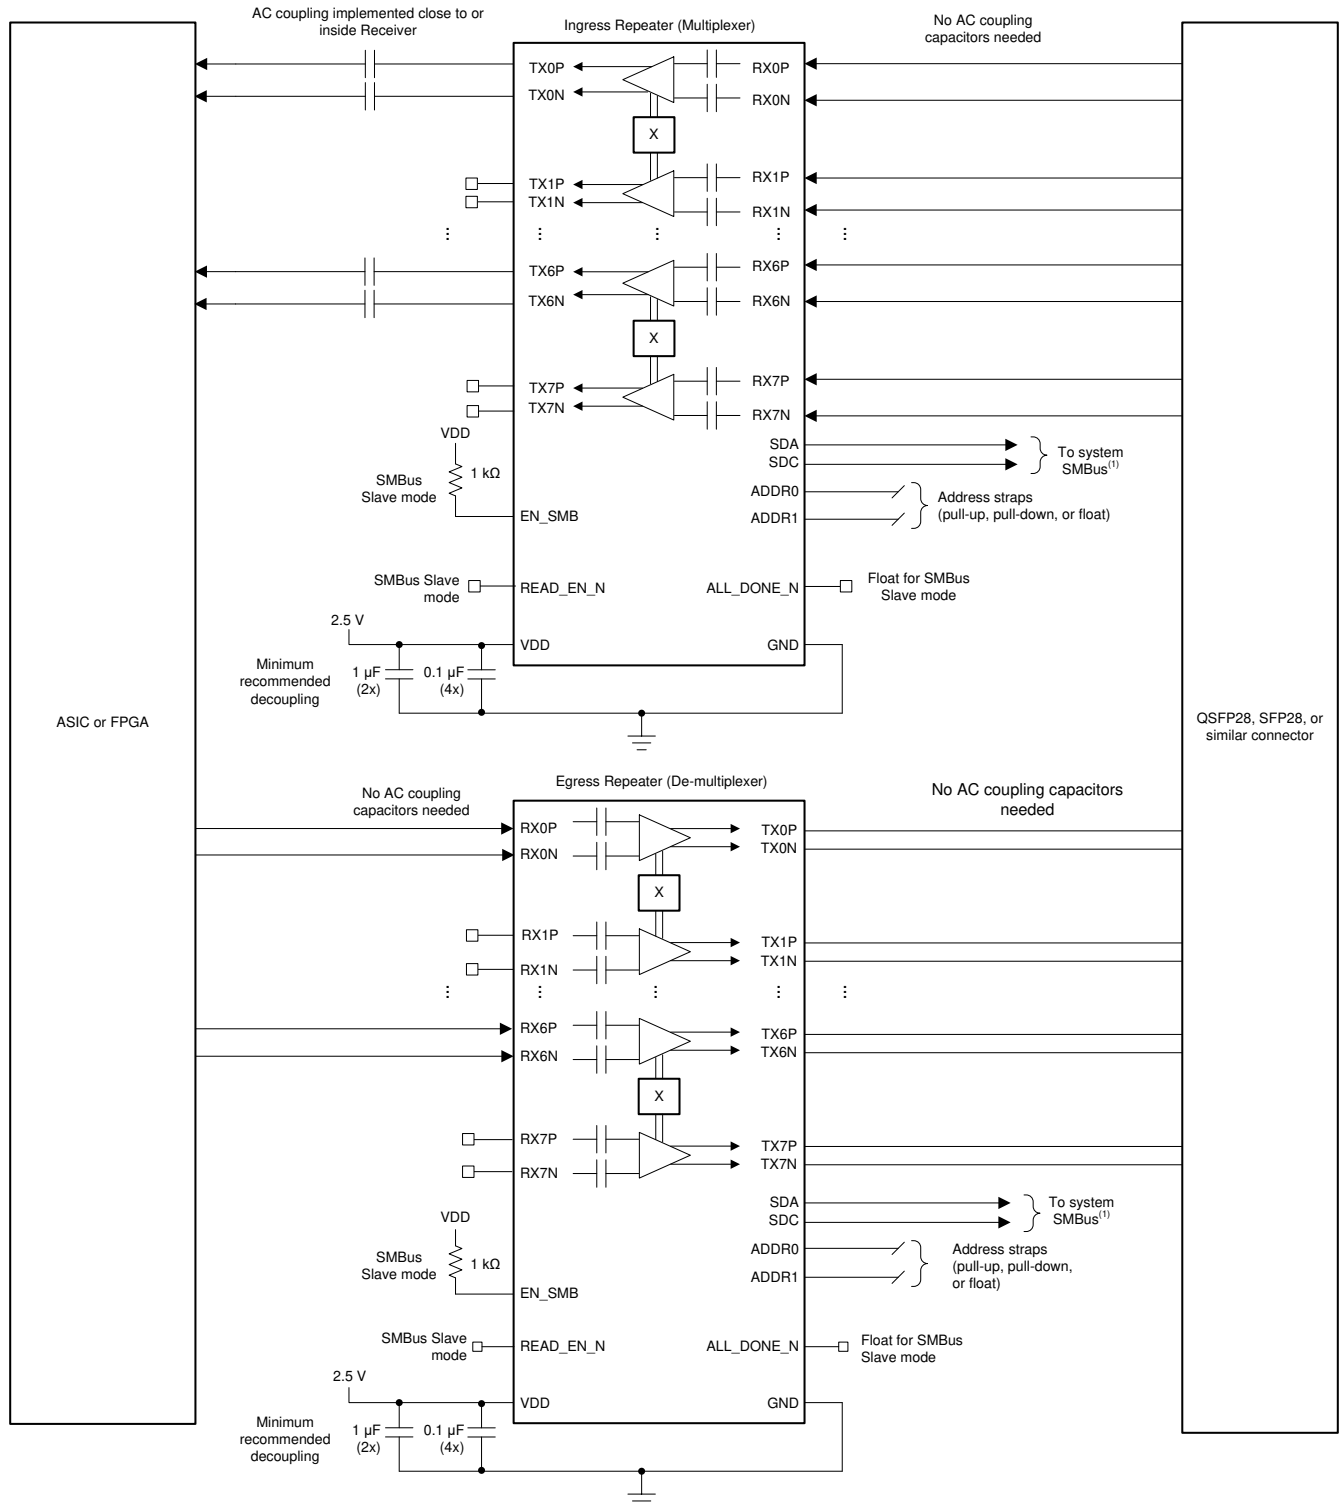 AC coupling implemented close to or
inside Receiver
Ingress Repeater (Multiplexer)
No AC coupling
capacitors needed
TX0P
RX0P
TX0N
RX0N
X
TX1P
RX1P
TX1N
RX1N
⋮ ⋮ ⋮ ⋮ ⋮
TX6P
RX6P
TX6N
RX6N
X
TX7P
RX7P
TX7N
RX7N
VDD
1 kΩ
SMBus
Slave mode
EN_SMB
SDA
SDC
To system
SMBus(1)
ADDR0
ADDR1
Address straps
(pull-up, pull-down, or float)
SMBus Slave
mode
READ_EN_N
ALL_DONE_N
Float for SMBus
Slave mode
2.5 V
VDD
GND
Minimum
recommended
decoupling
1 µF
(2x)
0.1 µF
(4x)
ASIC or FPGA
QSFP28, SFP28, or
similar connector
Egress Repeater (De-multiplexer)
No AC coupling
capacitors needed
No AC coupling capacitors
needed
RX0P
TX0P
RX0N
TX0N
X
RX1P
TX1P
RX1N
TX1N
⋮ ⋮ ⋮ ⋮ ⋮
RX6P
TX6P
RX6N
TX6N
X
RX7P
TX7P
RX7N
TX7N
VDD
1 kΩ
SMBus
Slave mode
EN_SMB
SDA
SDC
To system
SMBus(1)
ADDR0
ADDR1
Address straps
(pull-up, pull-down,
or float)
SMBus Slave
mode
READ_EN_N
ALL_DONE_N
Float for SMBus
Slave mode
2.5 V
VDD
GND
Minimum
recommended
decoupling
1 µF
(2x)
0.1 µF
(4x)